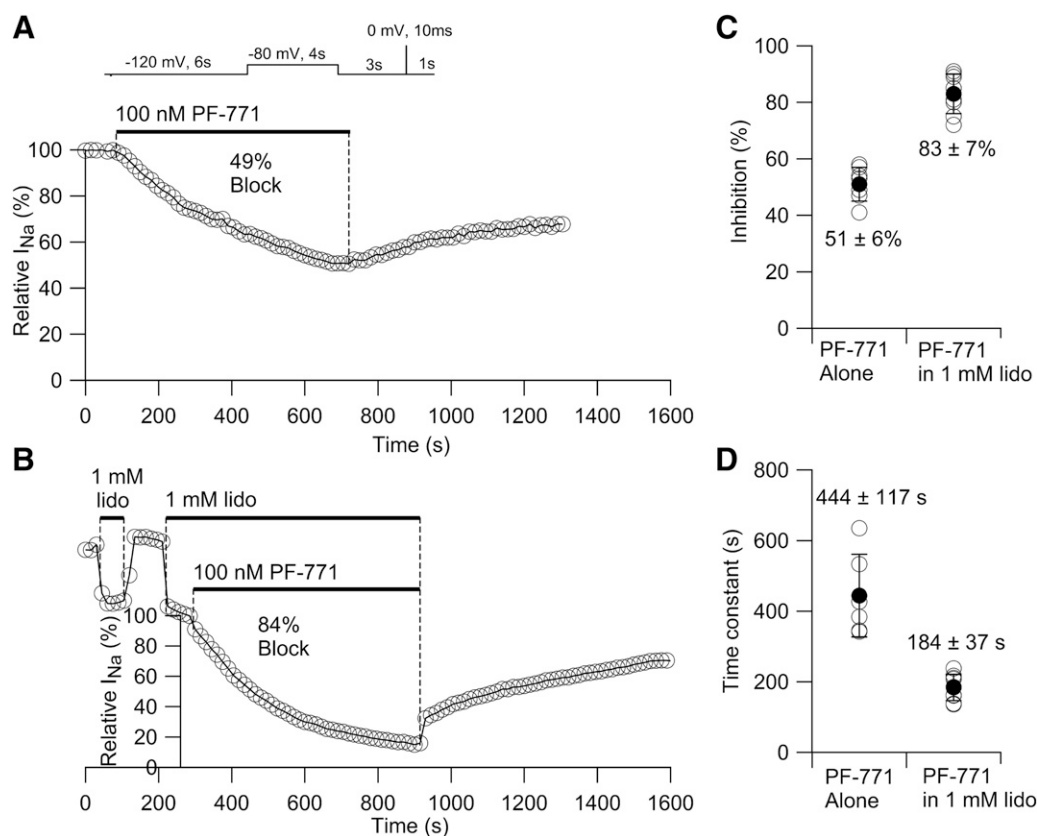 A
0 mV, 10ms
-120 mV, 6s
-80 mV, 4s
3s
1s
100 nM PF-771
49%
Block
Relative I_Na (%)
100
80
60
40
20
0
0 200 400 600 800 1000 1200 1400 1600
Time (s)
B
1 mM
lido
1 mM lido
100 nM PF-771
84%
Block
Relative I_Na (%)
100
80
60
40
20
0
0 200 400 600 800 1000 1200 1400 1600
Time (s)
C
Inhibition (%)
100
80
60
40
20
0
51 ± 6%
83 ± 7%
PF-771
Alone
PF-771
in 1 mM lido
D
Time constant (s)
800
600
400
200
0
444 ± 117 s
184 ± 37 s
PF-771
Alone
PF-771
in 1 mM lido